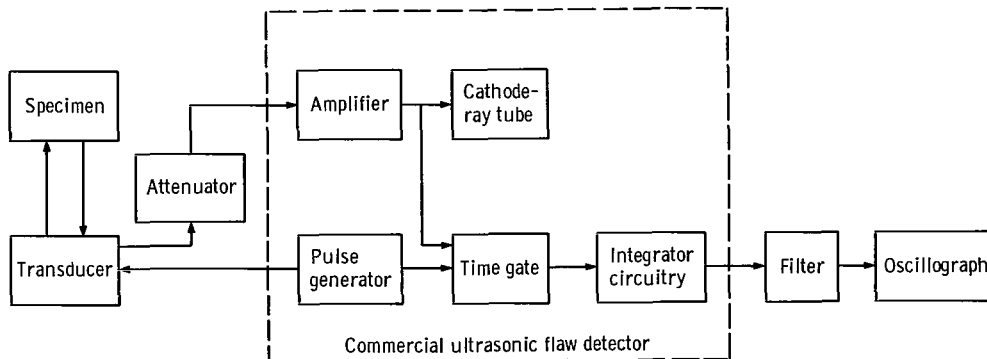 Specimen
Amplifier
Cathode-
ray tube
Attenuator
Transducer
Pulse
generator
Time gate
Integrator
circuitry
Filter
Oscillograph
Commercial ultrasonic flaw detector